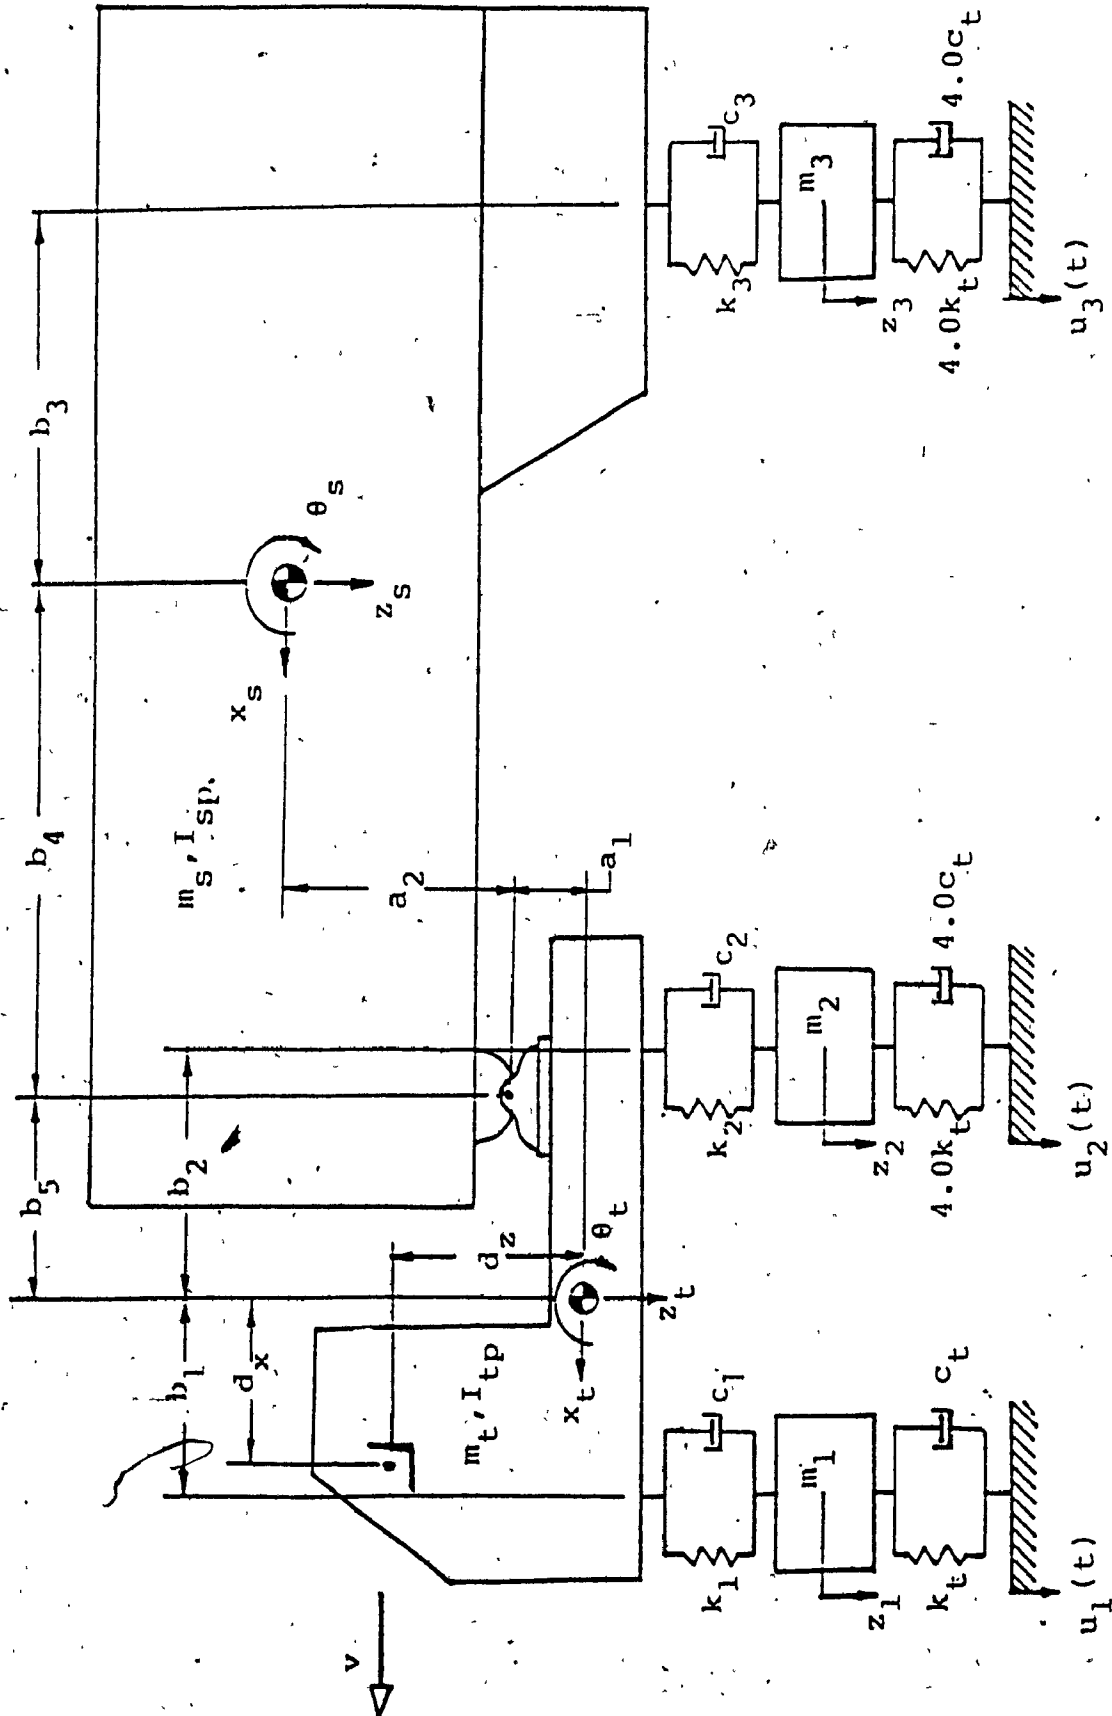 b₃
b₄
b₅
b₂
b₁
dₓ
d_z
a₂
a₁
v
mₛ,Iₛₚ.
xₛ
zₛ
θₛ
mₜ,Iₜₚ
xₜ
zₜ
θₜ
k₁
c₁
m₁
z₁
kₜ
cₜ
u₁(t)
k₂
c₂
m₂
z₂
4.0kₜ
4.0cₜ
u₂(t)
k₃
c₃
m₃
z₃
4.0kₜ
4.0cₜ
u₃(t)